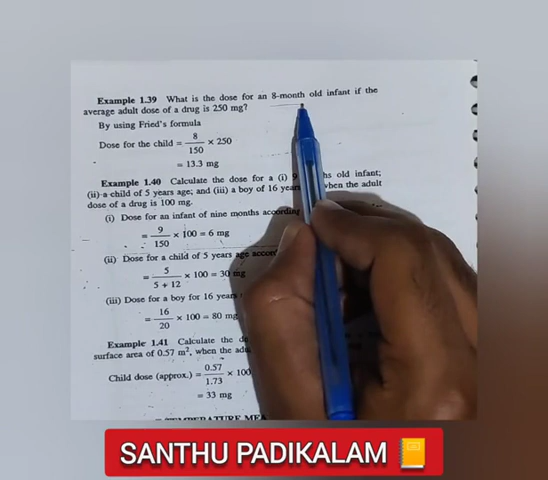 Example 1.39 What is the dose for an 8-month old infant if the
average adult dose of a drug is 250 mg?
By using Fried's formula
Dose for the child = 8/150 × 250
= 13.3 mg
Example 1.40 Calculate the dose for a (i) 9 hs old infant;
(ii) a child of 5 years age; and (iii) a boy of 16 years when the adult
dose of a drug is 100 mg.
(i) Dose for an infant of nine months according
= 9/150 × 100 = 6 mg
(ii) Dose for a child of 5 years age accor
= 5/5 + 12 × 100 = 30 mg
(iii) Dose for a boy for 16 years
= 16/20 × 100 = 80 mg
Example 1.41 Calculate the do
surface area of 0.57 m², when the adu
Child dose (approx.) = 0.57/1.73 × 100
= 33 mg
SANTHU PADIKALAM